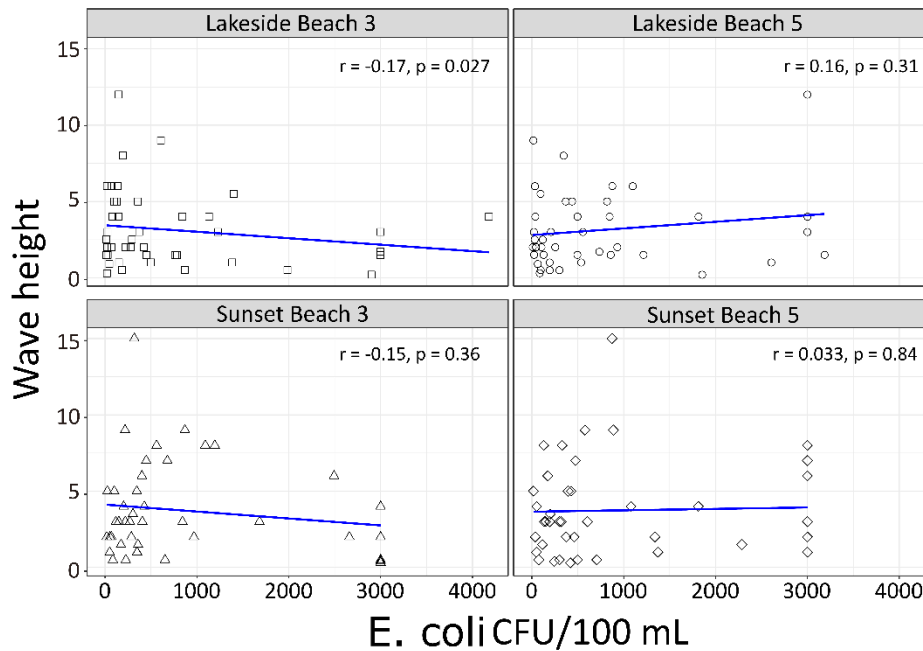 Lakeside Beach 3
Lakeside Beach 5
15
10
5
0
r = -0.17, p = 0.027
r = 0.16, p = 0.31
Wave height
Sunset Beach 3
Sunset Beach 5
15
10
5
0
r = -0.15, p = 0.36
r = 0.033, p = 0.84
0 1000 2000 3000 4000 0 1000 2000 3000 4000
E. coli CFU/100 mL